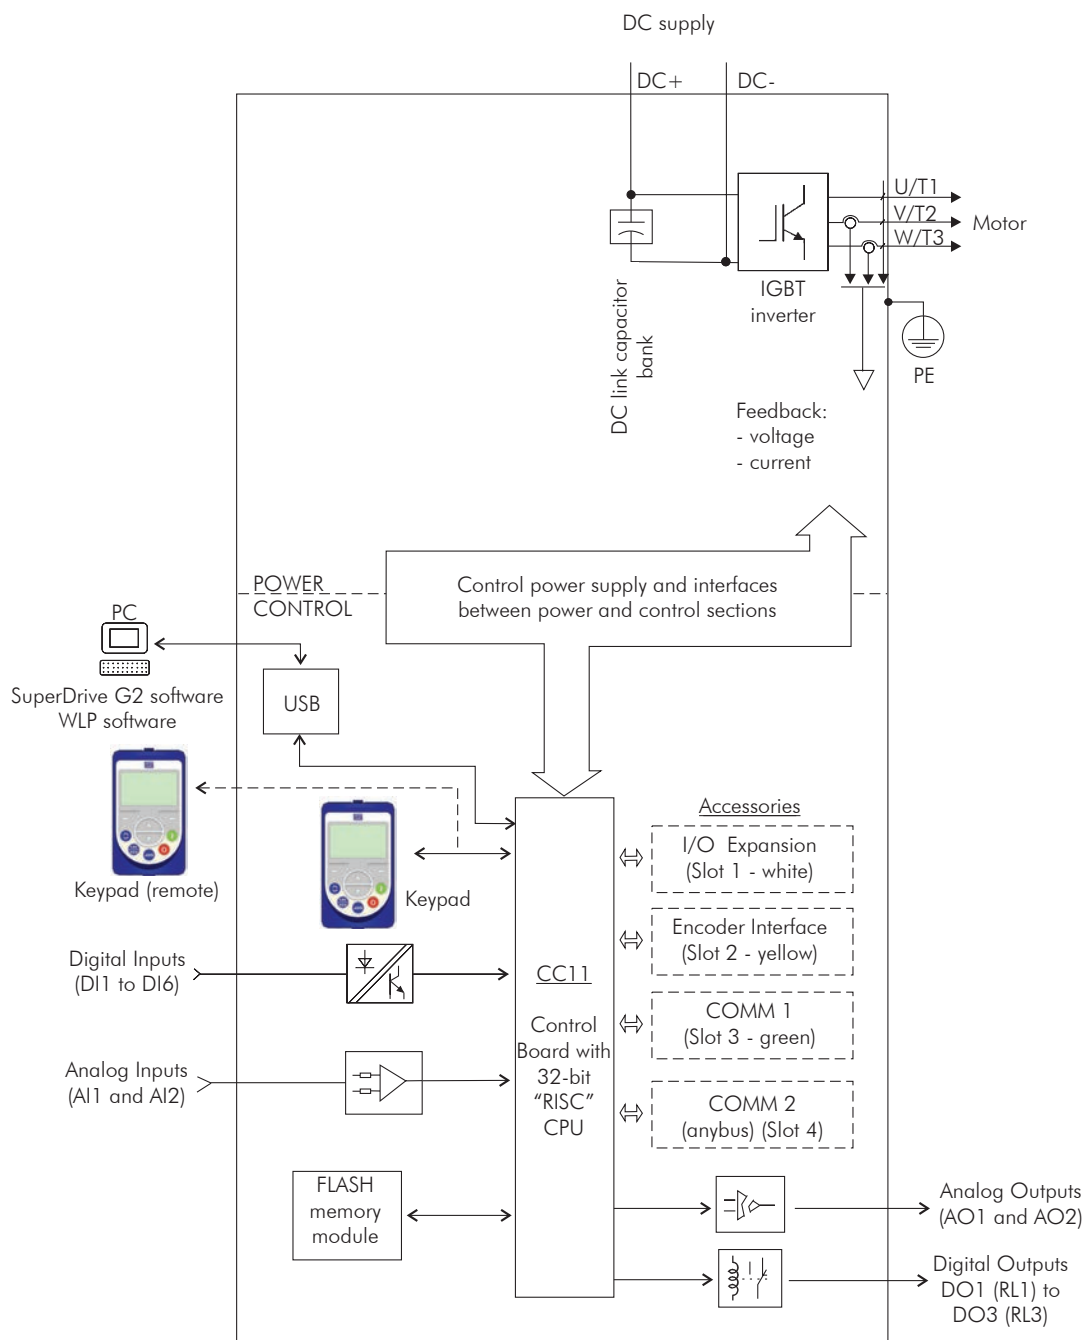 DC supply
DC+
DC-
U/T1
V/T2
W/T3
Motor
IGBT
inverter
PE
DC link capacitor
bank
Feedback:
- voltage
- current
POWER
CONTROL
Control power supply and interfaces
between power and control sections
PC
SuperDrive G2 software
WLP software
USB
Keypad (remote)
Keypad
Accessories
I/O Expansion
(Slot 1 - white)
Encoder Interface
(Slot 2 - yellow)
COMM 1
(Slot 3 - green)
COMM 2
(anybus) (Slot 4)
Digital Inputs
(DI1 to DI6)
CC11
Control
Board with
32-bit
“RISC”
CPU
Analog Inputs
(AI1 and AI2)
FLASH
memory
module
Analog Outputs
(AO1 and AO2)
Digital Outputs
DO1 (RL1) to
DO3 (RL3)